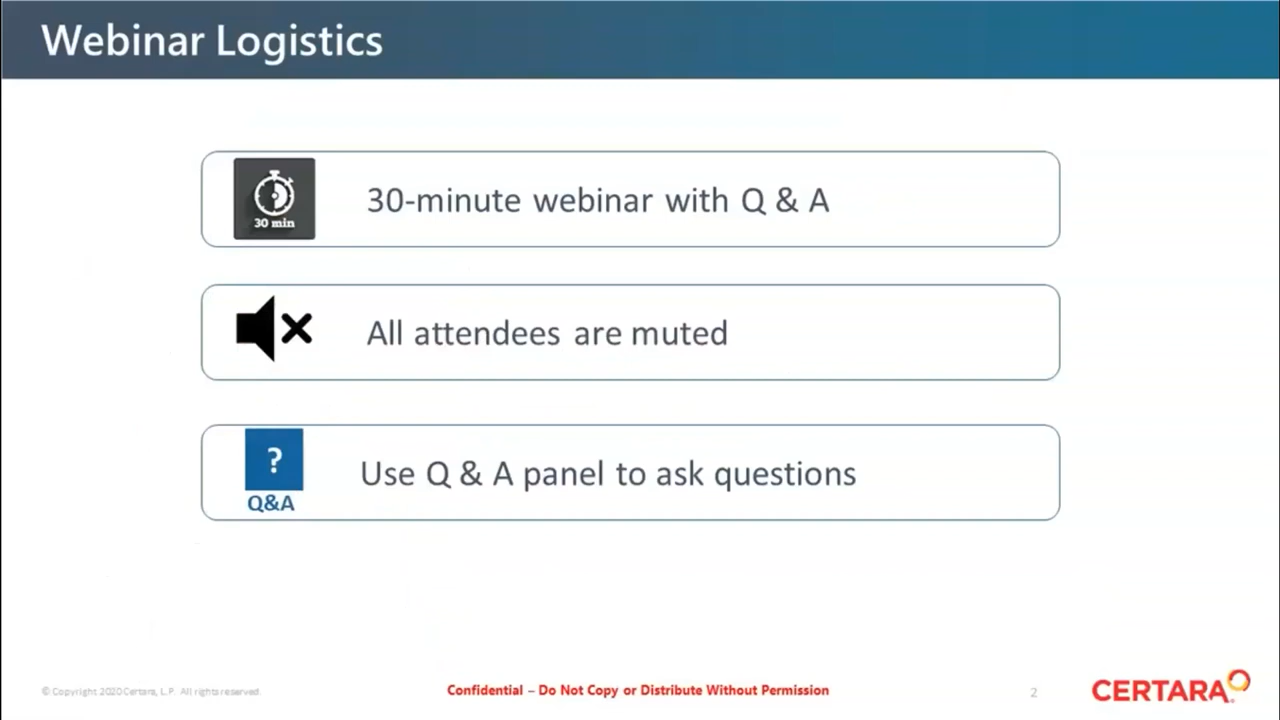 Webinar Logistics
30 min
30-minute webinar with Q & A
All attendees are muted
?
Q&A
Use Q & A panel to ask questions
© Copyright 2020 Certara, L.P. All rights reserved.
Confidential – Do Not Copy or Distribute Without Permission
2
CERTARA